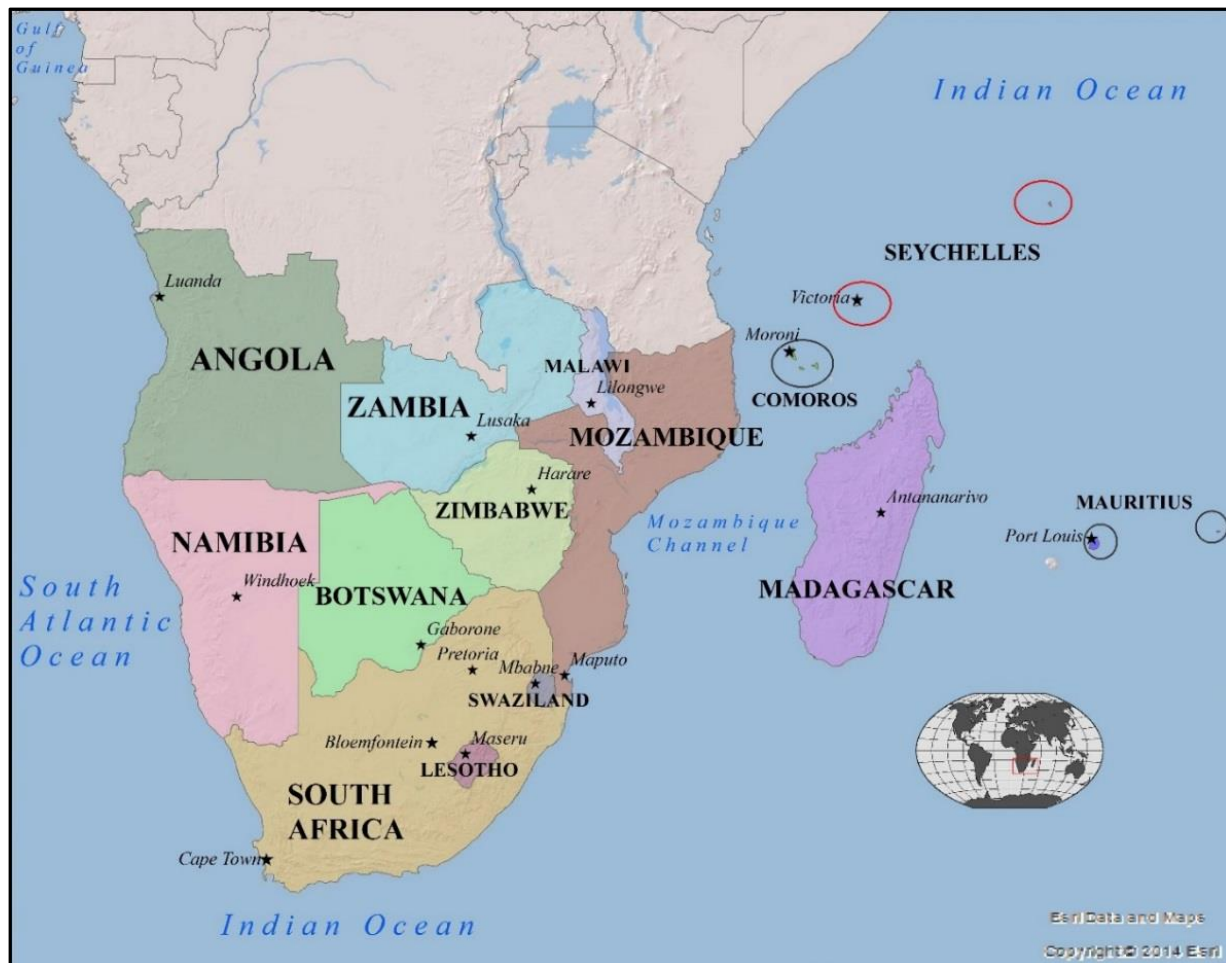 Gulf
of
Guinea
Indian Ocean
SEYCHELLES
Luanda
Victoria
Moroni
ANGOLA
MALAWI
Lilongwe
COMOROS
ZAMBIA
Lusaka
MOZAMBIQUE
Harare
Antananarivo
MAURITIUS
ZIMBABWE
Mozambique
Channel
Port Louis
NAMIBIA
South
Atlantic
Ocean
Windhoek
BOTSWANA
MADAGASCAR
Gaborone
Pretoria
Mbabne
Maputo
SWAZILAND
Bloemfontein
Maseru
LESOTHO
SOUTH
AFRICA
Cape Town
Indian Ocean
Esri Data and Maps
Copyright© 2014 Esri